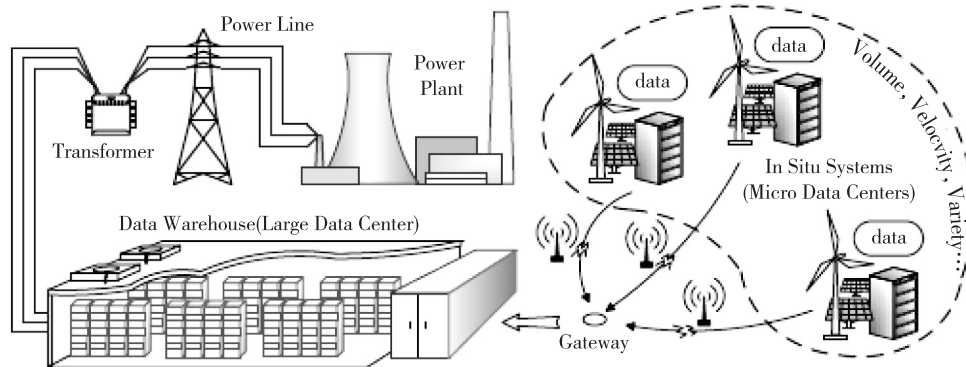 Power Line
Power
Plant
Transformer
data
data
Volume, Velocvity, Variety…
In Situ Systems
(Micro Data Centers)
data
Data Warehouse(Large Data Center)
Gateway